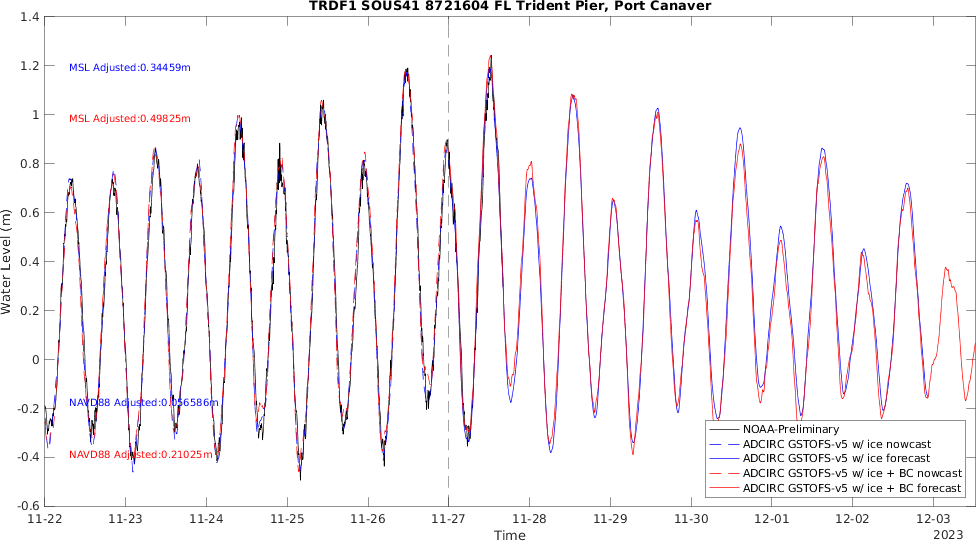 TRDF1 SOUS41 8721604 FL Trident Pier, Port Canaver
1.4
1.2
1
0.8
0.6
0.4
0.2
0
-0.2
-0.4
-0.6
Water Level (m)
MSL Adjusted:0.34459m
MSL Adjusted:0.49825m
NAVD88 Adjusted:0.056586m
NAVD88 Adjusted:0.21025m
NOAA-Preliminary
ADCIRC GSTOFS-v5 w/ ice nowcast
ADCIRC GSTOFS-v5 w/ ice forecast
ADCIRC GSTOFS-v5 w/ ice + BC nowcast
ADCIRC GSTOFS-v5 w/ ice + BC forecast
11-22 11-23 11-24 11-25 11-26 11-27 11-28 11-29 11-30 12-01 12-02 12-03
Time
2023